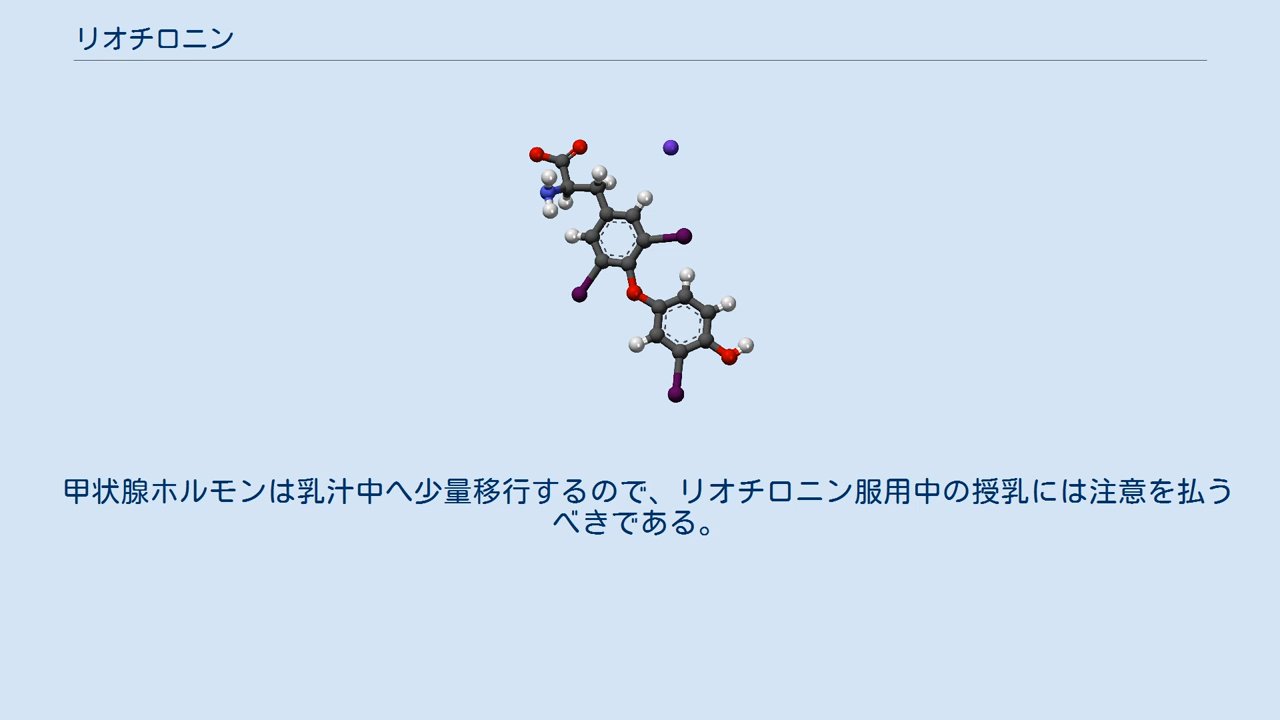 リオチロニン
甲状腺ホルモンは乳汁中へ少量移行するので、リオチロニン服用中の授乳には注意を払う
べきである。